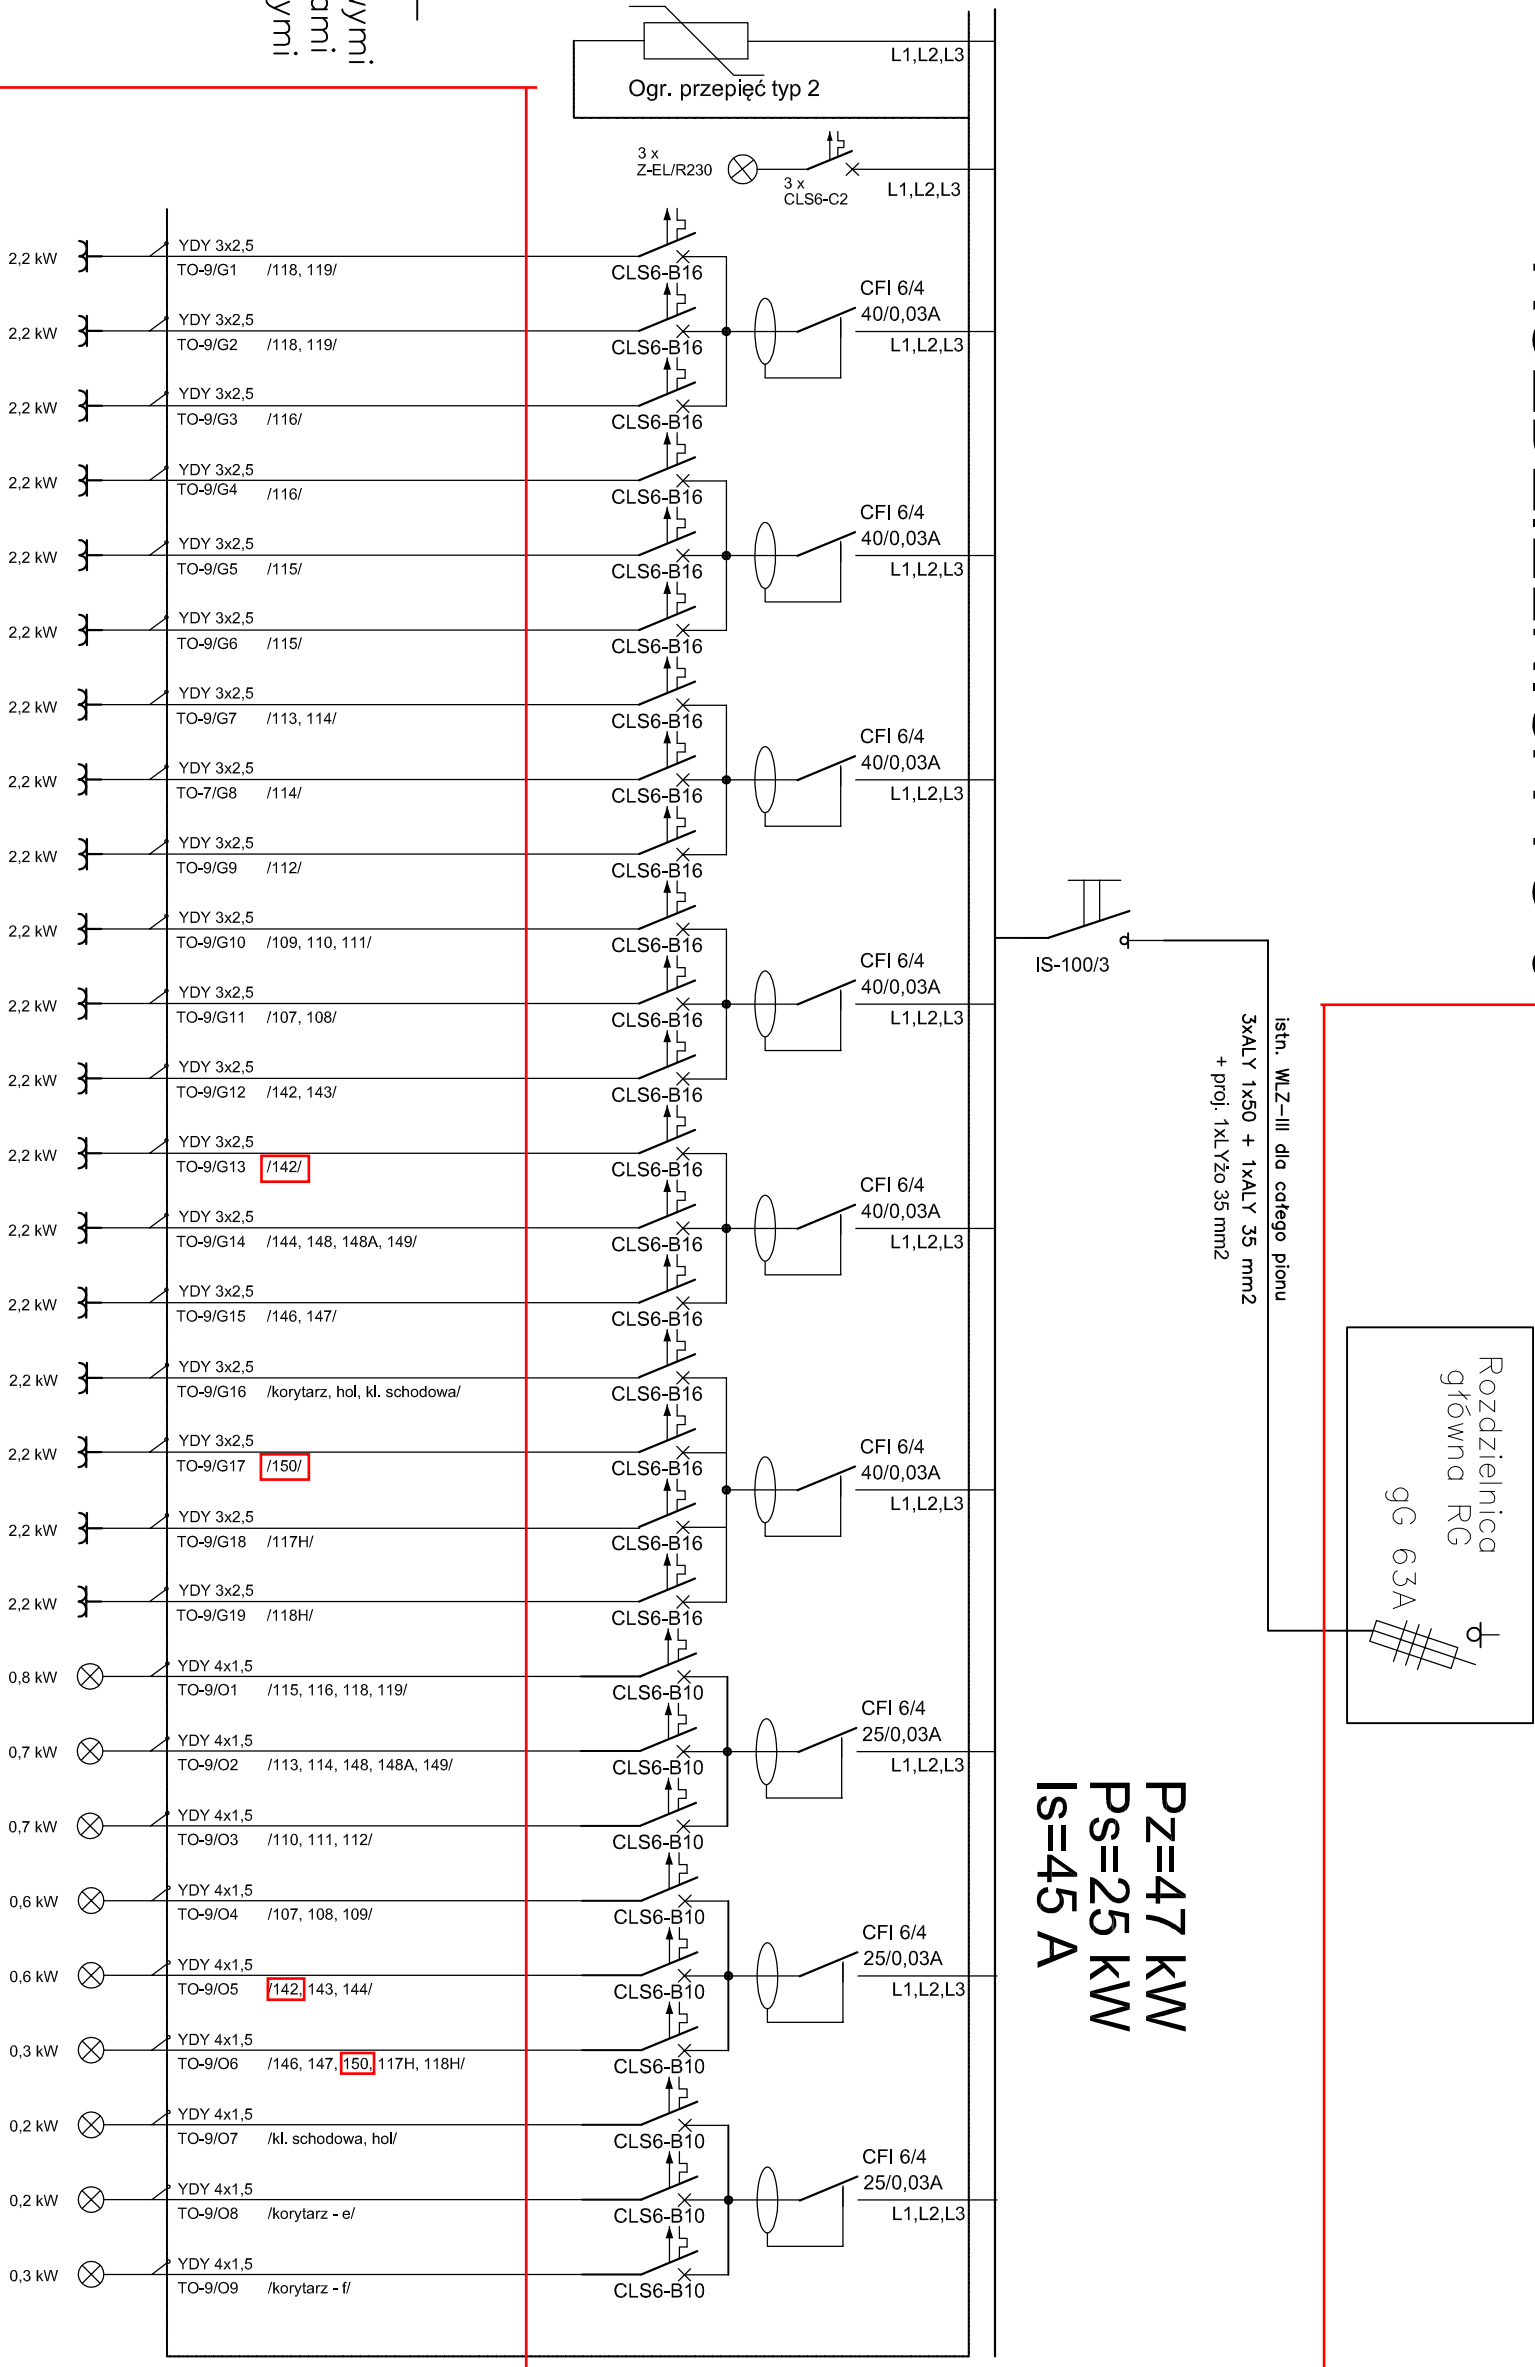 wymi
ami
ymi
L1,L2,L3
Ogr. przepięć typ 2
3 x
Z-EL/R230
3 x
CLS6-C2
L1,L2,L3
2,2 kW
YDY 3x2,5
TO-9/G1 /118, 119/
CLS6-B16
2,2 kW
YDY 3x2,5
TO-9/G2 /118, 119/
CLS6-B16
CFI 6/4
40/0,03A
L1,L2,L3
2,2 kW
YDY 3x2,5
TO-9/G3 /116/
CLS6-B16
2,2 kW
YDY 3x2,5
TO-9/G4 /116/
CLS6-B16
2,2 kW
YDY 3x2,5
TO-9/G5 /115/
CLS6-B16
CFI 6/4
40/0,03A
L1,L2,L3
2,2 kW
YDY 3x2,5
TO-9/G6 /115/
CLS6-B16
2,2 kW
YDY 3x2,5
TO-9/G7 /113, 114/
CLS6-B16
2,2 kW
YDY 3x2,5
TO-7/G8 /114/
CLS6-B16
CFI 6/4
40/0,03A
L1,L2,L3
2,2 kW
YDY 3x2,5
TO-9/G9 /112/
CLS6-B16
2,2 kW
YDY 3x2,5
TO-9/G10 /109, 110, 111/
CLS6-B16
2,2 kW
YDY 3x2,5
TO-9/G11 /107, 108/
CLS6-B16
CFI 6/4
40/0,03A
L1,L2,L3
2,2 kW
YDY 3x2,5
TO-9/G12 /142, 143/
CLS6-B16
2,2 kW
YDY 3x2,5
TO-9/G13 /142/
CLS6-B16
2,2 kW
YDY 3x2,5
TO-9/G14 /144, 148, 148A, 149/
CLS6-B16
CFI 6/4
40/0,03A
L1,L2,L3
2,2 kW
YDY 3x2,5
TO-9/G15 /146, 147/
CLS6-B16
2,2 kW
YDY 3x2,5
TO-9/G16 /korytarz, hol, kl. schodowa/
CLS6-B16
2,2 kW
YDY 3x2,5
TO-9/G17 /150/
CLS6-B16
CFI 6/4
40/0,03A
L1,L2,L3
2,2 kW
YDY 3x2,5
TO-9/G18 /117H/
CLS6-B16
2,2 kW
YDY 3x2,5
TO-9/G19 /118H/
CLS6-B16
0,8 kW
YDY 4x1,5
TO-9/O1 /115, 116, 118, 119/
CLS6-B10
0,7 kW
YDY 4x1,5
TO-9/O2 /113, 114, 148, 148A, 149/
CLS6-B10
CFI 6/4
25/0,03A
L1,L2,L3
0,7 kW
YDY 4x1,5
TO-9/O3 /110, 111, 112/
CLS6-B10
0,6 kW
YDY 4x1,5
TO-9/O4 /107, 108, 109/
CLS6-B10
0,6 kW
YDY 4x1,5
TO-9/O5 /142, 143, 144/
CLS6-B10
CFI 6/4
25/0,03A
L1,L2,L3
0,3 kW
YDY 4x1,5
TO-9/O6 /146, 147, 150, 117H, 118H/
CLS6-B10
0,2 kW
YDY 4x1,5
TO-9/O7 /kl. schodowa, hol/
CLS6-B10
0,2 kW
YDY 4x1,5
TO-9/O8 /korytarz - e/
CLS6-B10
CFI 6/4
25/0,03A
L1,L2,L3
0,3 kW
YDY 4x1,5
TO-9/O9 /korytarz - f/
CLS6-B10
IS-100/3
istn. WLZ-III dla całego pionu
3xALY 1x50 + 1xALY 35 mm2
+ proj. 1xLYżo 35 mm2
Rozdzielnica
główna RG
gG 63A
Pz=47 kW
Ps=25 kW
Is=45 A